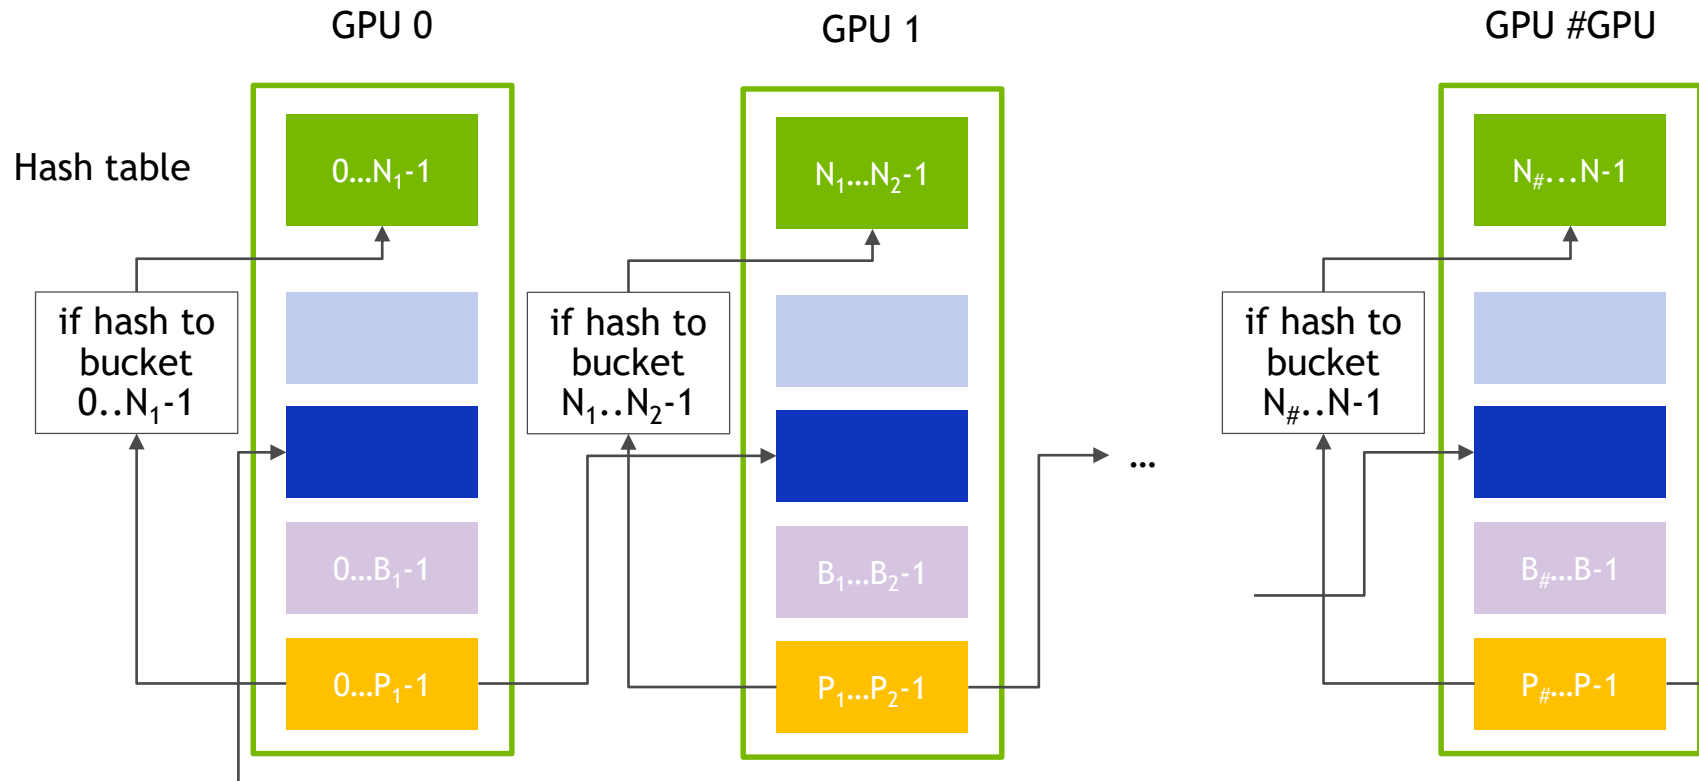 GPU 0
GPU 1
GPU #GPU
Hash table
0...N₁-1
N₁...N₂-1
N#...N-1
if hash to
bucket
0..N₁-1
if hash to
bucket
N₁..N₂-1
if hash to
bucket
N#..N-1
...
0...B₁-1
B₁...B₂-1
B#...B-1
0...P₁-1
P₁...P₂-1
P#...P-1